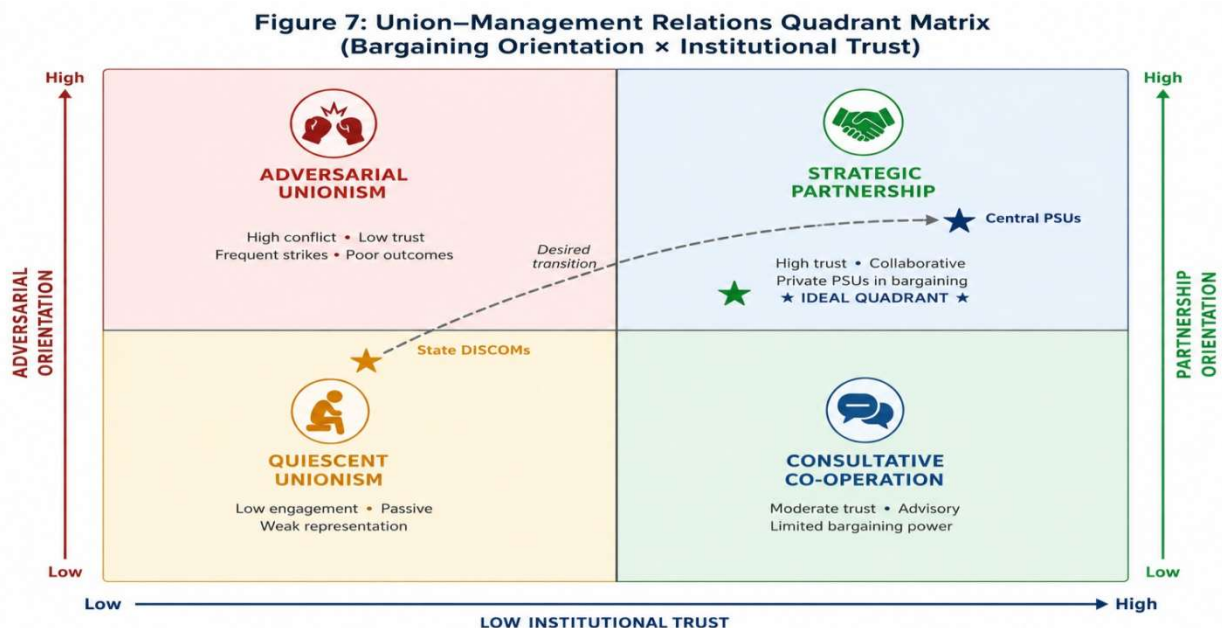 Figure 7: Union–Management Relations Quadrant Matrix
(Bargaining Orientation × Institutional Trust)
High
High
ADVERSARIAL
UNIONISM
STRATEGIC
PARTNERSHIP
High conflict • Low trust
Frequent strikes • Poor outcomes
Desired
transition
Central PSUs
High trust • Collaborative
Private PSUs in bargaining
★ IDEAL QUADRANT ★
ADVERSARIAL
ORIENTATION
PARTNERSHIP
ORIENTATION
State DISCOMs
QUIESCENT
UNIONISM
CONSULTATIVE
CO-OPERATION
Low engagement • Passive
Weak representation
Moderate trust • Advisory
Limited bargaining power
Low
Low
Low
High
LOW INSTITUTIONAL TRUST